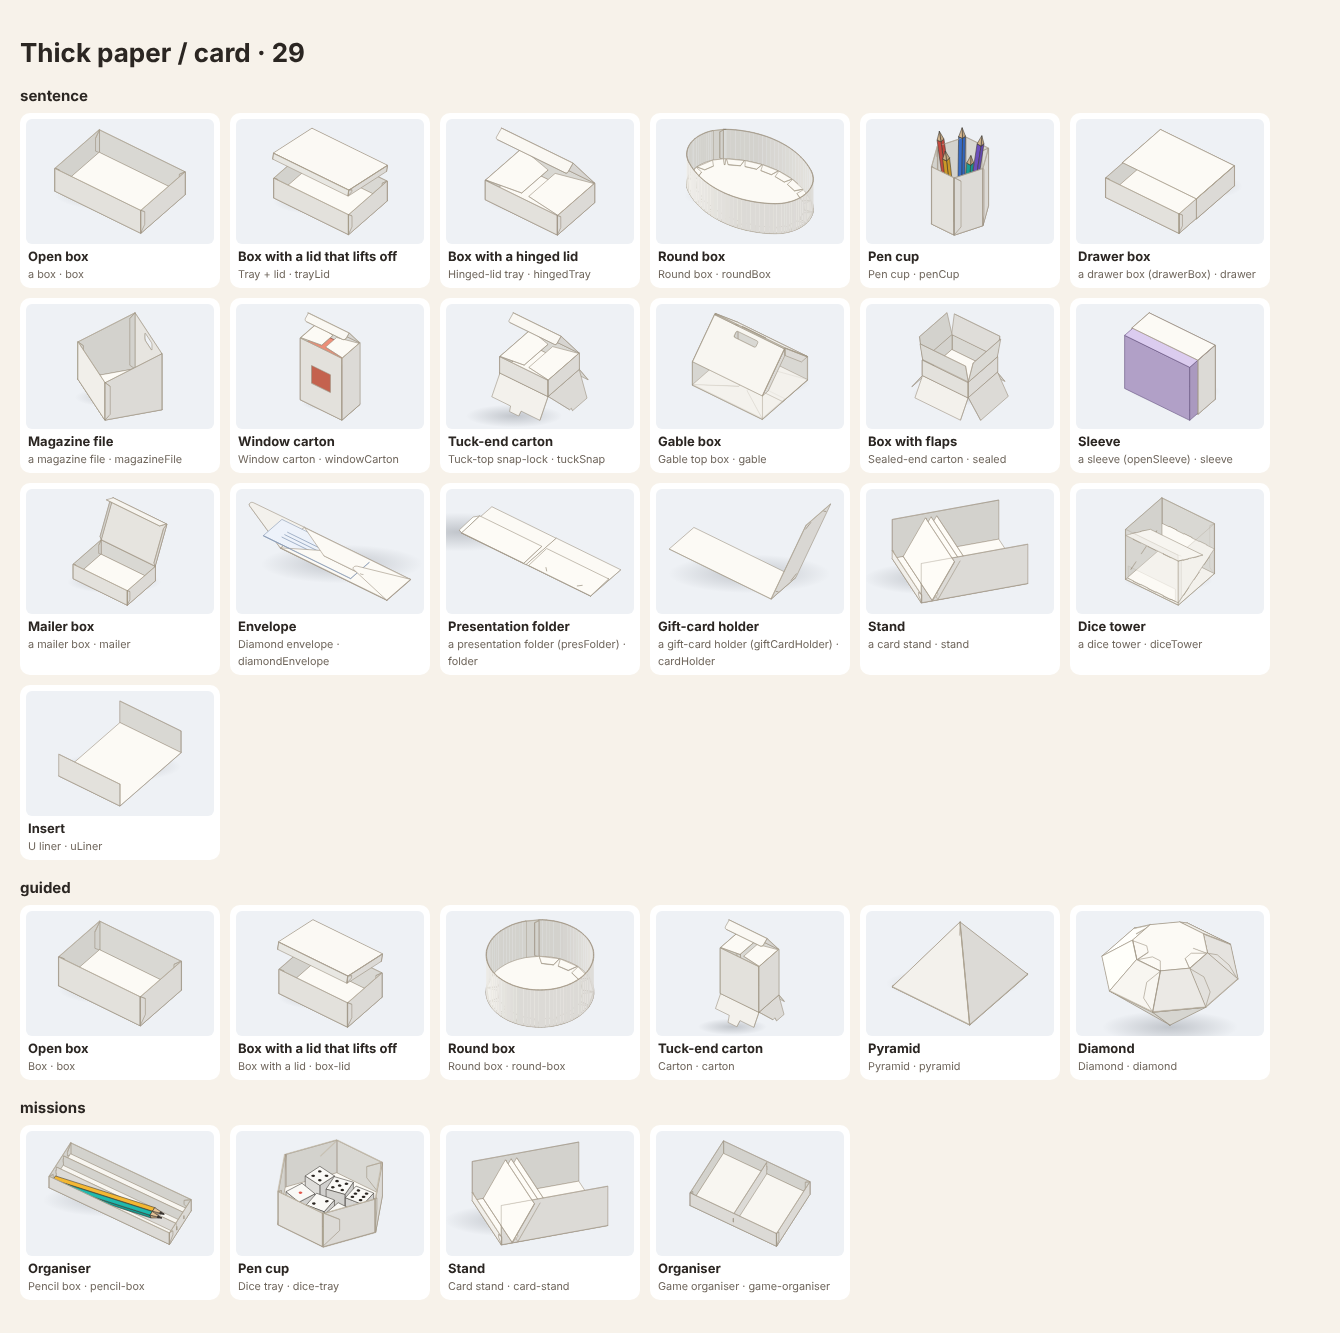 Thick paper / card · 29
sentence
Open box
a box · box
Box with a lid that lifts off
Tray + lid · trayLid
Box with a hinged lid
Hinged-lid tray · hingedTray
Round box
Round box · roundBox
Pen cup
Pen cup · penCup
Drawer box
a drawer box (drawerBox) · drawer
Magazine file
a magazine file · magazineFile
Window carton
Window carton · windowCarton
Tuck-end carton
Tuck-top snap-lock · tuckSnap
Gable box
Gable top box · gable
Box with flaps
Sealed-end carton · sealed
Sleeve
a sleeve (openSleeve) · sleeve
Mailer box
a mailer box · mailer
Envelope
Diamond envelope ·
diamondEnvelope
Presentation folder
a presentation folder (presFolder) ·
folder
Gift-card holder
a gift-card holder (giftCardHolder) ·
cardHolder
Stand
a card stand · stand
Dice tower
a dice tower · diceTower
Insert
U liner · uLiner
guided
Open box
Box · box
Box with a lid that lifts off
Box with a lid · box-lid
Round box
Round box · round-box
Tuck-end carton
Carton · carton
Pyramid
Pyramid · pyramid
Diamond
Diamond · diamond
missions
Organiser
Pencil box · pencil-box
Pen cup
Dice tray · dice-tray
Stand
Card stand · card-stand
Organiser
Game organiser · game-organiser